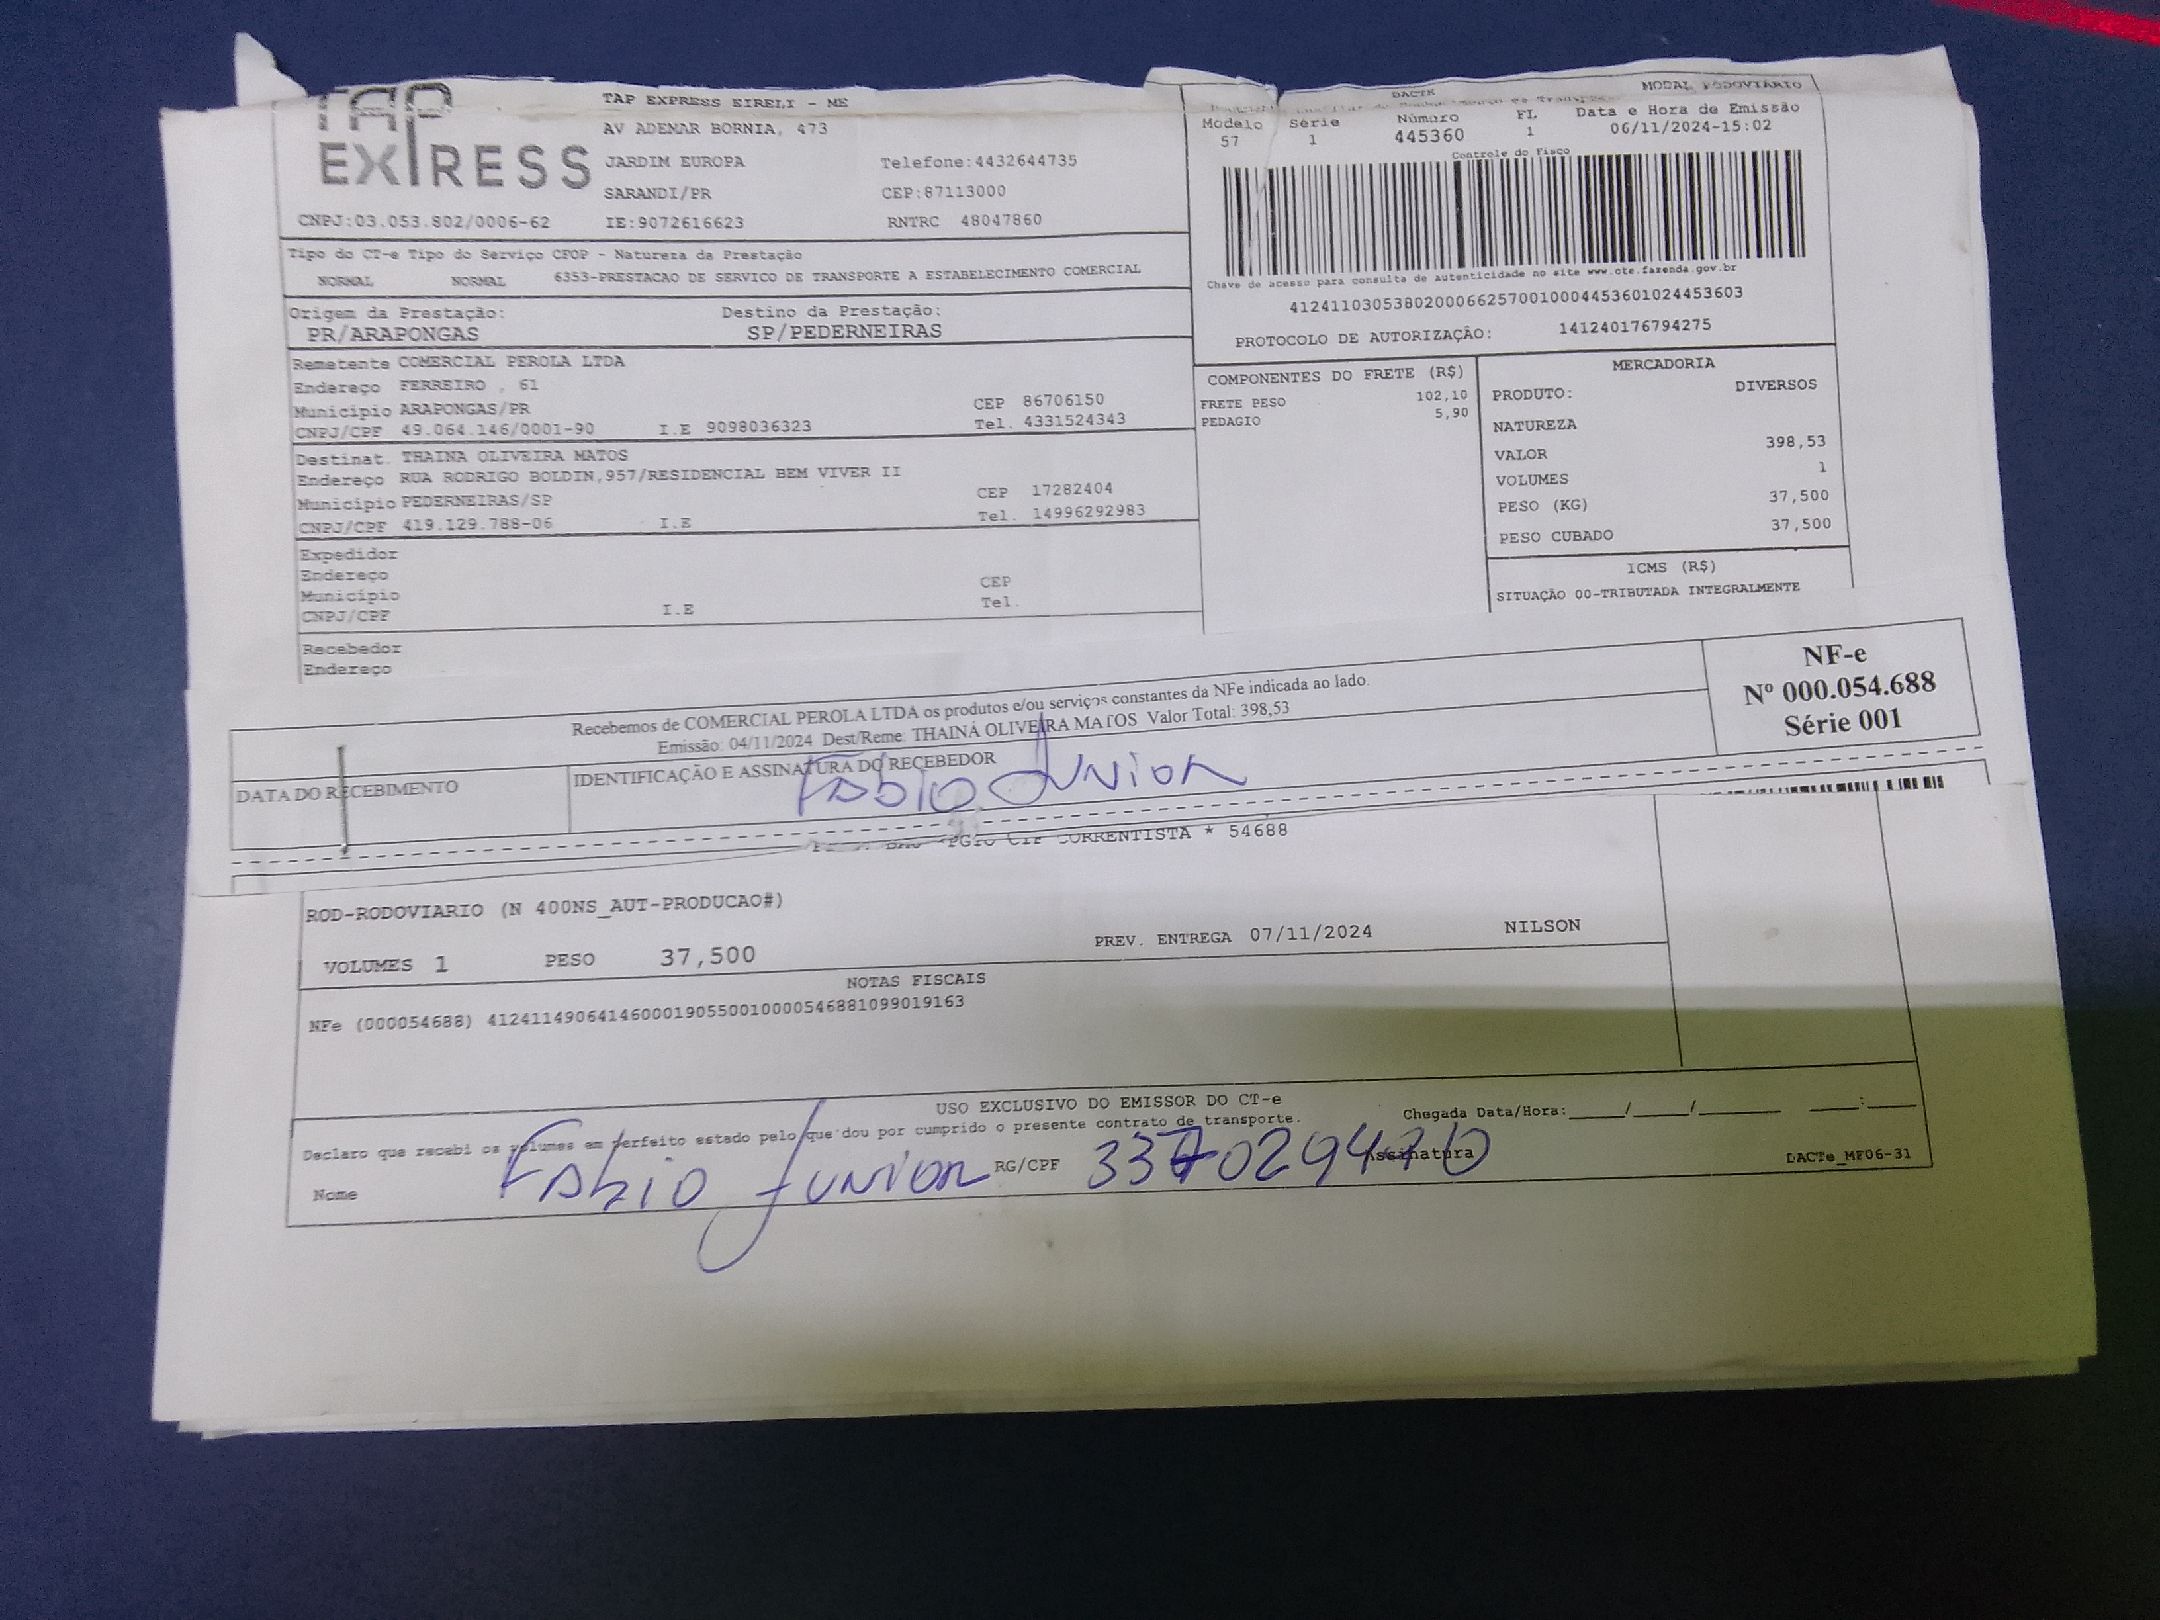 TAP
EXPRESS
TAP EXPRESS EIRELI - ME
AV ADEMAR BORNIA, 473
JARDIM EUROPA Telefone:4432644735
SARANDI/PR CEP:87113000
CNPJ:03.053.802/0006-62 IE:9072616623 RNTRC 48047860
DACTE MODAL RODOVIÁRIO
Modelo Série Número FL Data e Hora de Emissão
57 1 445360 1 06/11/2024-15:02
Controle do Fisco
Chave de acesso para consulta de autenticidade no site www.cte.fazenda.gov.br
41241103053802000662570010004453601024453603
PROTOCOLO DE AUTORIZAÇÃO: 141240176794275
Tipo do CT-e Tipo do Serviço CFOP - Natureza da Prestação
NORMAL NORMAL 6353-PRESTACAO DE SERVICO DE TRANSPORTE A ESTABELECIMENTO COMERCIAL
Origem da Prestação: Destino da Prestação:
PR/ARAPONGAS SP/PEDERNEIRAS
Remetente COMERCIAL PEROLA LTDA
Endereço FERREIRO , 61
Município ARAPONGAS/PR CEP 86706150
CNPJ/CPF 49.064.146/0001-90 I.E 9098036323 Tel. 4331524343
Destinat. THAINA OLIVEIRA MATOS
Endereço RUA RODRIGO BOLDIN,957/RESIDENCIAL BEM VIVER II
Município PEDERNEIRAS/SP CEP 17282404
CNPJ/CPF 419.129.788-06 I.E Tel. 14996292983
Expedidor
Endereço
Município CEP
CNPJ/CPF I.E Tel.
Recebedor
Endereço
COMPONENTES DO FRETE (R$)
FRETE PESO 102,10
PEDAGIO 5,90
MERCADORIA
PRODUTO: DIVERSOS
NATUREZA
VALOR 398,53
VOLUMES 1
PESO (KG) 37,500
PESO CUBADO 37,500
ICMS (R$)
SITUAÇÃO 00-TRIBUTADA INTEGRALMENTE
Recebemos de COMERCIAL PEROLA LTDA os produtos e/ou serviços constantes da NFe indicada ao lado.
Emissão: 04/11/2024 Dest/Reme: THAINÁ OLIVEIRA MATOS Valor Total: 398,53
NF-e
Nº 000.054.688
Série 001
DATA DO RECEBIMENTO IDENTIFICAÇÃO E ASSINATURA DO RECEBEDOR
Fabio Junior
CORRENTISTA * 54688
ROD-RODOVIARIO (N 400NS_AUT-PRODUCAO#)
VOLUMES 1 PESO 37,500 PREV. ENTREGA 07/11/2024 NILSON
NOTAS FISCAIS
NFe (000054688) 41241149064146000190550010000546881099019163
USO EXCLUSIVO DO EMISSOR DO CT-e
Declaro que recebi os volumes em perfeito estado pelo que dou por cumprido o presente contrato de transporte. Chegada Data/Hora:____/____/______ ____:____
Nome Fabio Junior RG/CPF Assinatura DACTe_MF06-31